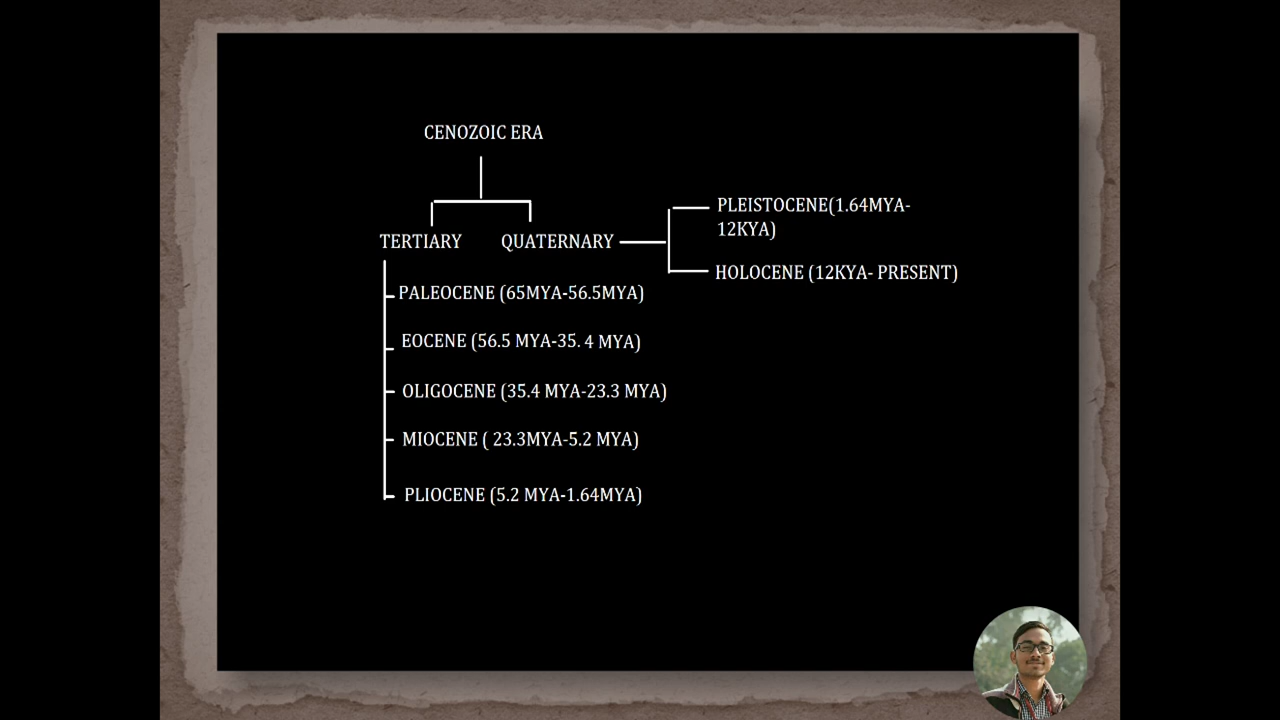 CENOZOIC ERA
TERTIARY
QUATERNARY
PLEISTOCENE(1.64MYA-
12KYA)
HOLOCENE (12KYA- PRESENT)
PALEOCENE (65MYA-56.5MYA)
EOCENE (56.5 MYA-35. 4 MYA)
OLIGOCENE (35.4 MYA-23.3 MYA)
MIOCENE ( 23.3MYA-5.2 MYA)
PLIOCENE (5.2 MYA-1.64MYA)